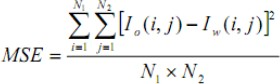 MSE = \frac{\sum_{i=1}^{N_1} \sum_{j=1}^{N_2} [I_o(i,j) - I_w(i,j)]^2}{N_1 \times N_2}